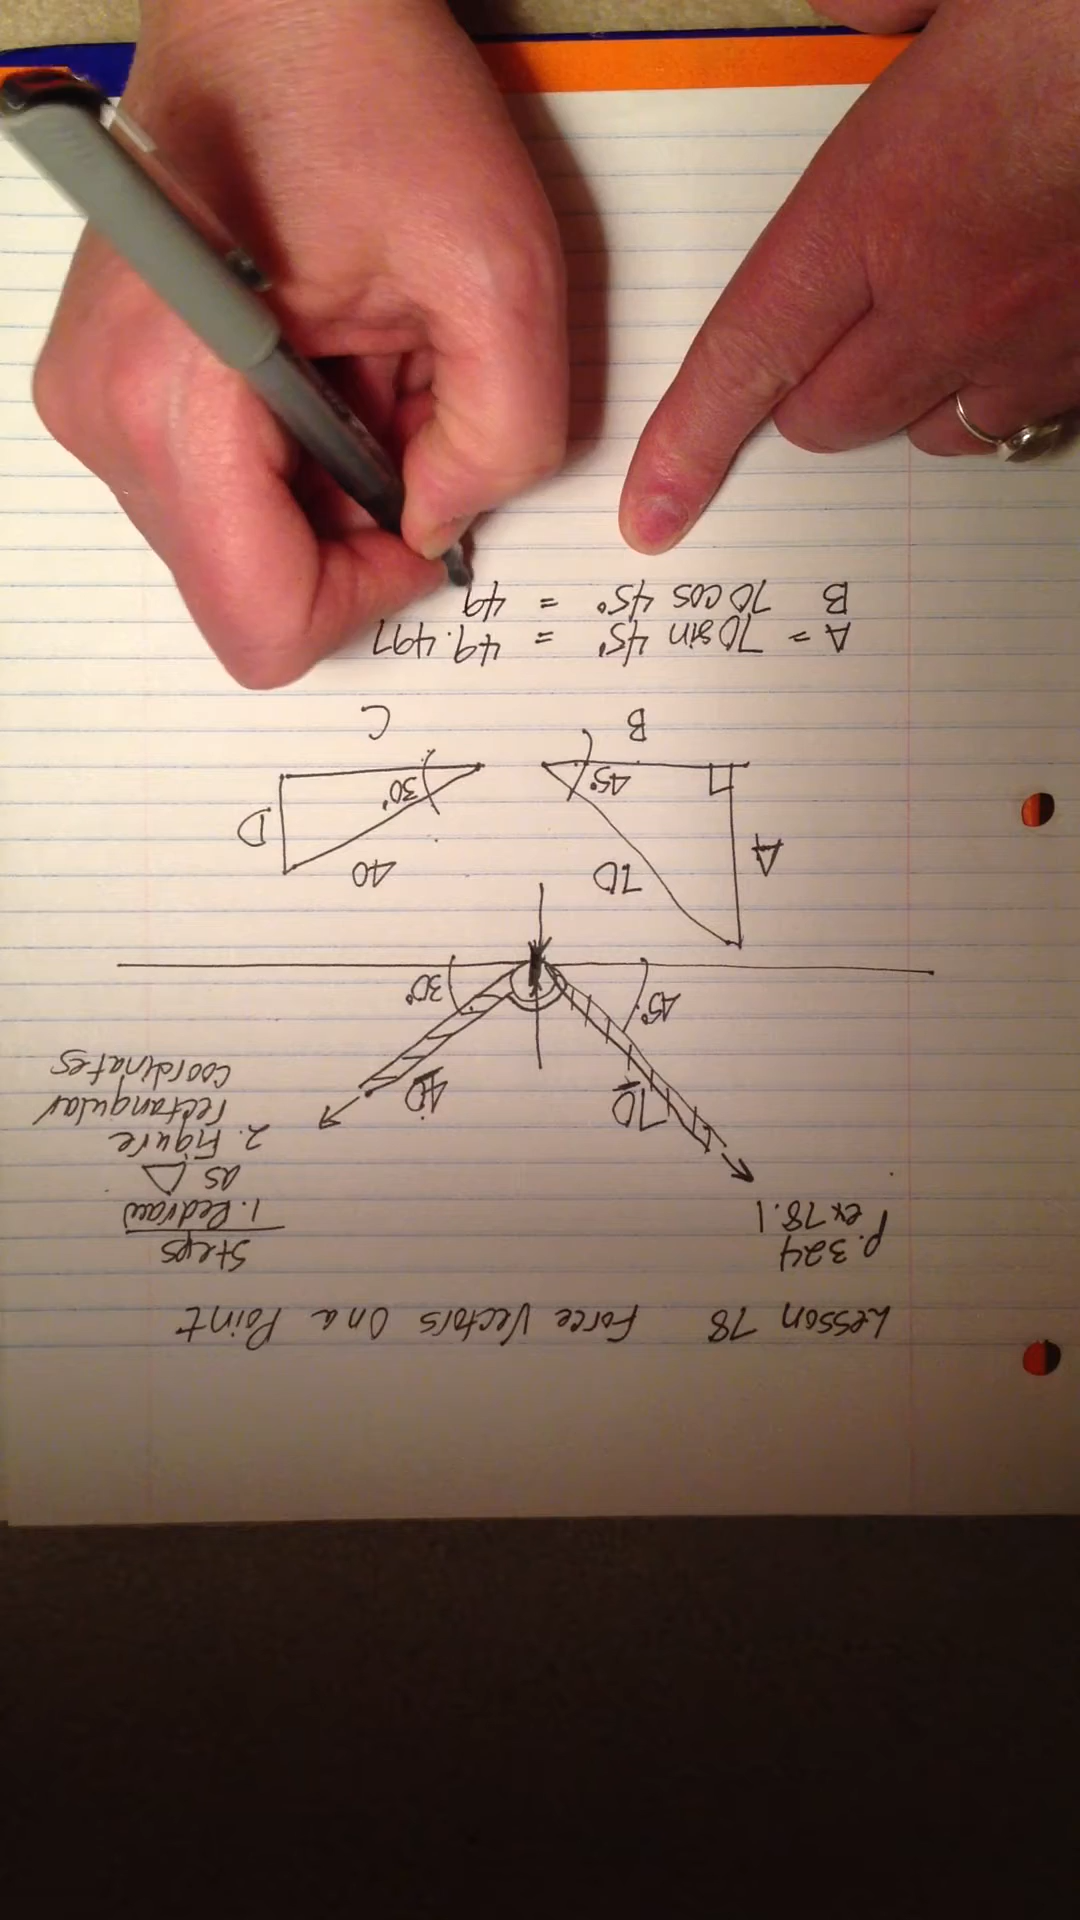 Lesson 78 Force Vectors On a Point
p.324
ex 78.1
Steps
1. Redraw
as
2. Figure
rectangular
coordinates
70
40
45°
30°
A
70
45°
B
40
D
30°
C
A = 70 sin 45° = 49.497
B 70 cos 45° = 49